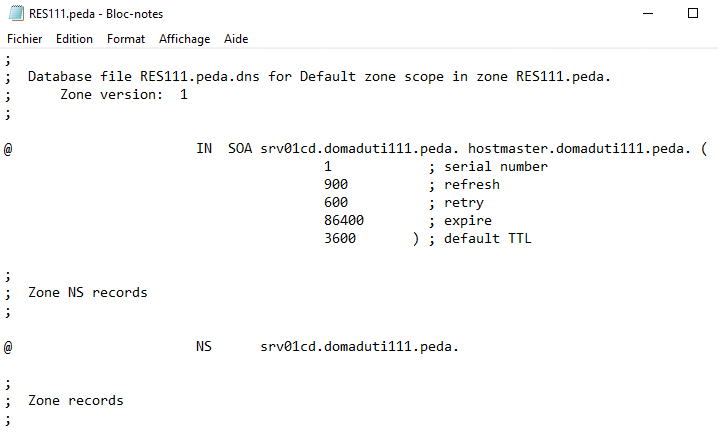 RES111.peda - Bloc-notes
Fichier Edition Format Affichage Aide
;
;  Database file RES111.peda.dns for Default zone scope in zone RES111.peda.
;      Zone version:  1
;
@                       IN  SOA srv01cd.domaduti111.peda. hostmaster.domaduti111.peda. (
                                        1            ; serial number
                                        900          ; refresh
                                        600          ; retry
                                        86400        ; expire
                                        3600       ) ; default TTL
;
;  Zone NS records
;
@                       NS      srv01cd.domaduti111.peda.
;
;  Zone records
;